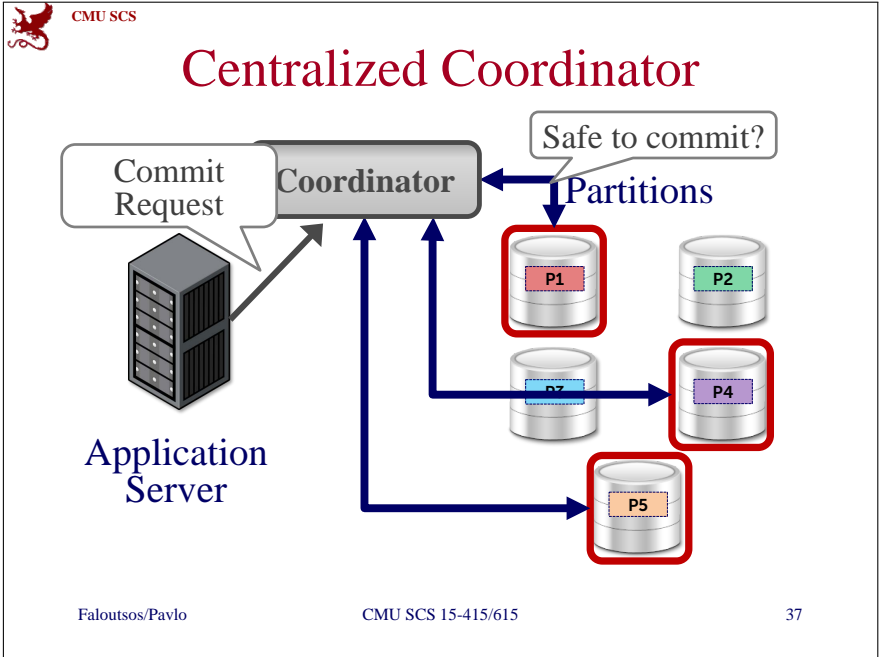 CMU SCS
Centralized Coordinator
Safe to commit?
Commit
Request
Coordinator
Partitions
P1
P2
P3
P4
Application
Server
P5
Faloutsos/Pavlo
CMU SCS 15-415/615
37